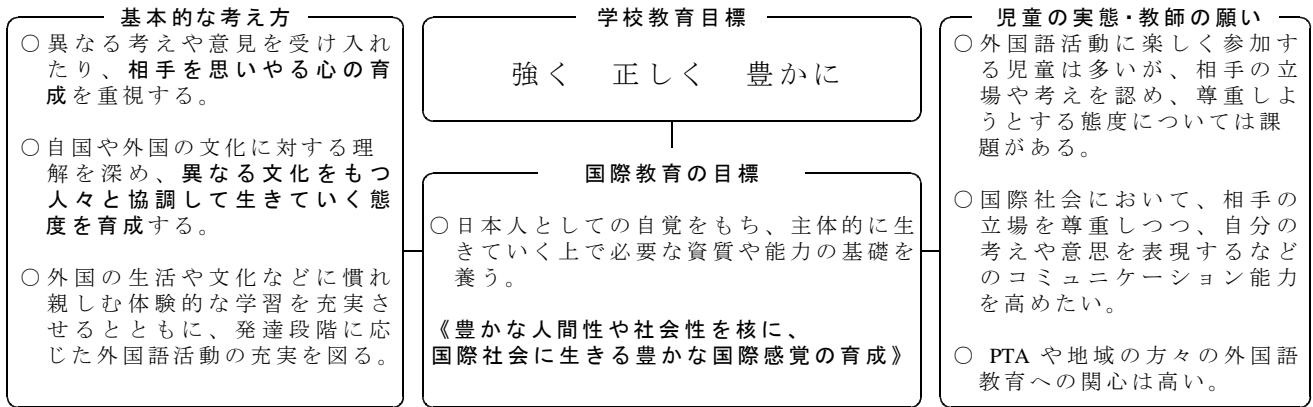 基本的な考え方
○異なる考えや意見を受け入れ
たり、相手を思いやる心の育
成を重視する。
○自国や外国の文化に対する理
解を深め、異なる文化をもつ
人々と協調して生きていく態
度を育成する。
○外国の生活や文化などに慣れ
親しむ体験的な学習を充実さ
せるとともに、発達段階に応
じた外国語活動の充実を図る。
学校教育目標
強く 正しく 豊かに
国際教育の目標
○日本人としての自覚をもち、主体的に生
きていく上で必要な資質や能力の基礎を
養う。
《豊かな人間性や社会性を核に、
国際社会に生きる豊かな国際感覚の育成》
児童の実態・教師の願い
○外国語活動に楽しく参加す
る児童は多いが、相手の立
場や考えを認め、尊重しよ
うとする態度については課
題がある。
○国際社会において、相手の
立場を尊重しつつ、自分の
考えや意思を表現するなど
のコミュニケーション能力
を高めたい。
○ PTA や地域の方々の外国語
教育への関心は高い。